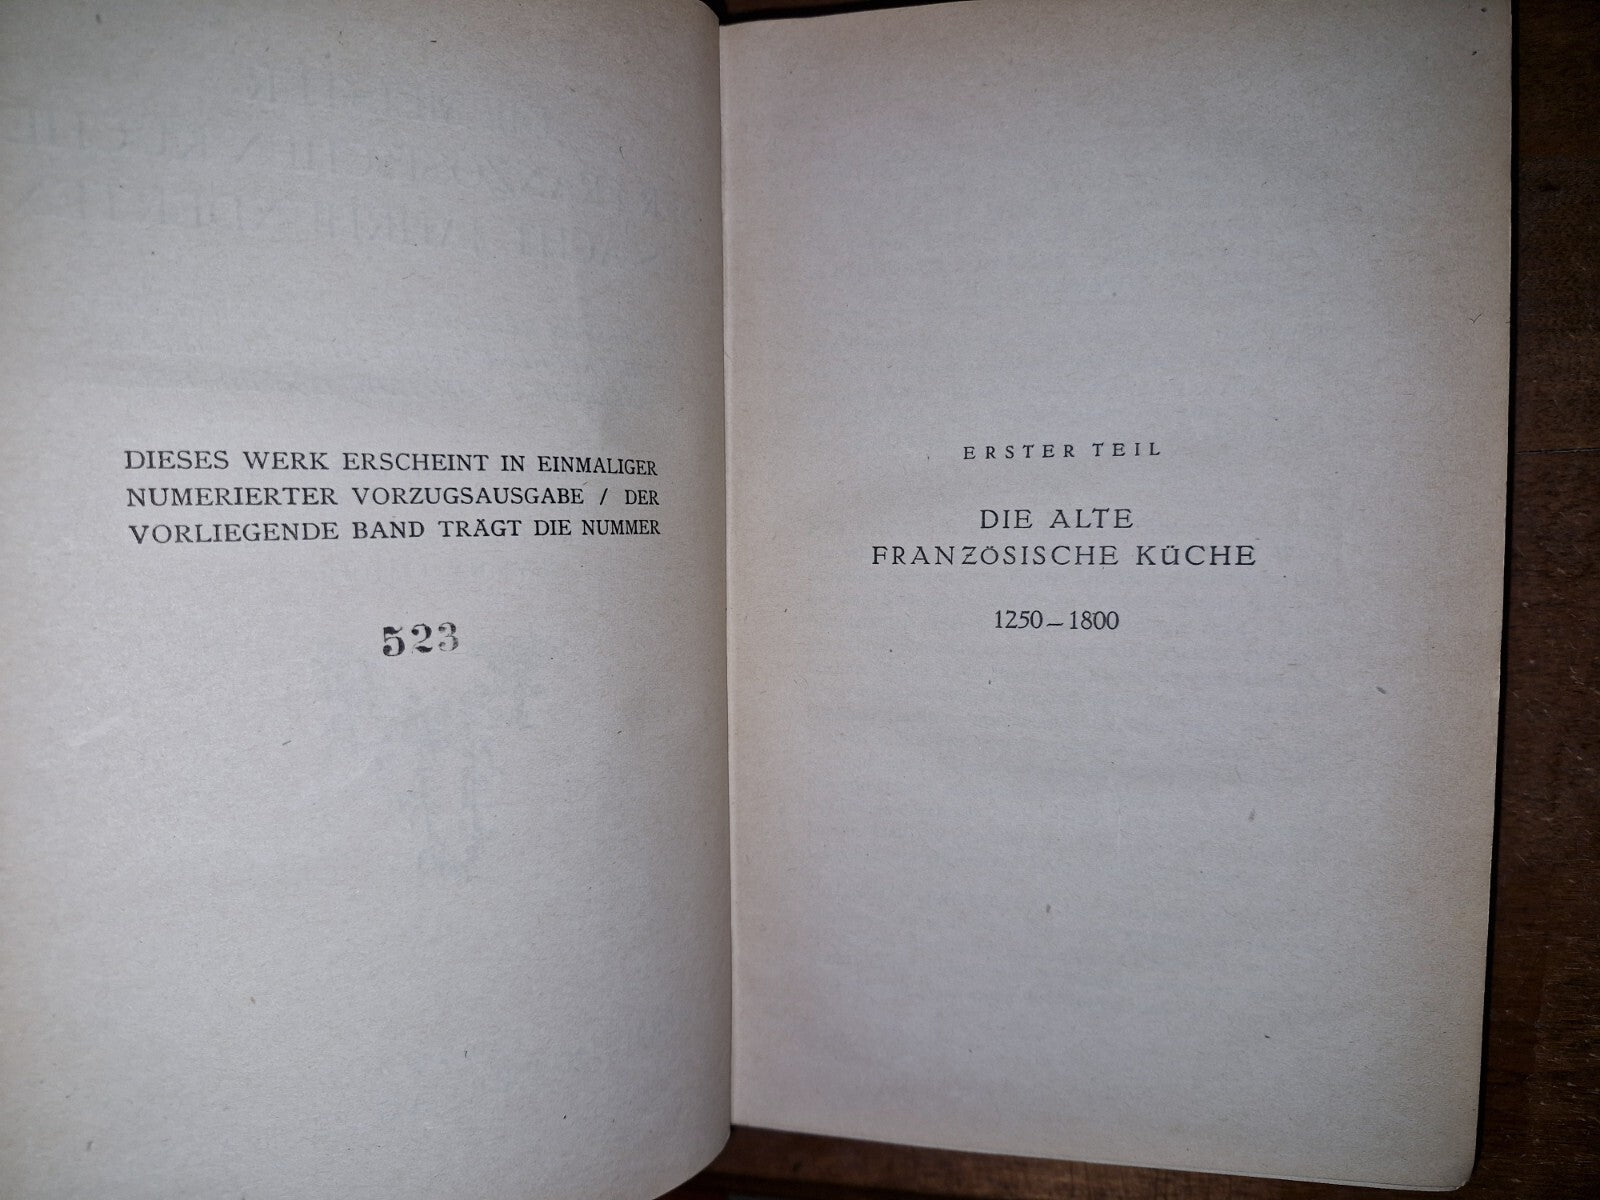 DIESES WERK ERSCHEINT IN EINMALIGER
NUMERIERTER VORZUGSAUSGABE / DER
VORLIEGENDE BAND TRÄGT DIE NUMMER
523
ERSTER TEIL
DIE ALTE
FRANZÖSISCHE KÜCHE
1250–1800